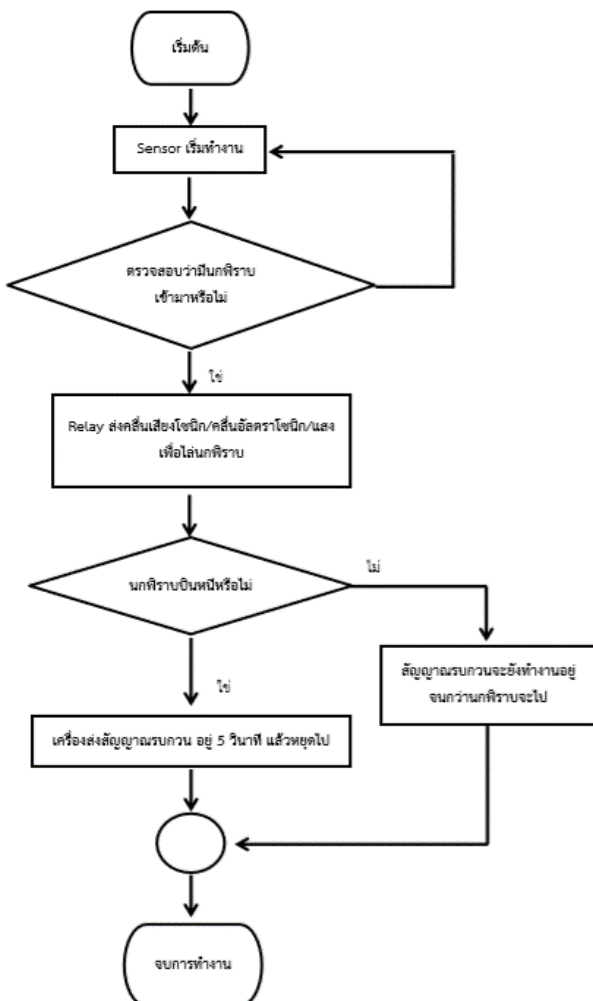 เริ่มต้น
Sensor เริ่มทำงาน
ตรวจสอบว่ามีนกพิราบ
เข้ามาหรือไม่
ใช่
Relay ส่งคลื่นเสียงโซนิก/คลื่นอัลตราโซนิก/แสง
เพื่อไล่นกพิราบ
นกพิราบบินหนีหรือไม่
ไม่
สัญญาณรบกวนจะยังทำงานอยู่
จนกว่านกพิราบจะไป
ใช่
เครื่องส่งสัญญาณรบกวน อยู่ 5 วินาที แล้วหยุดไป
จบการทำงาน